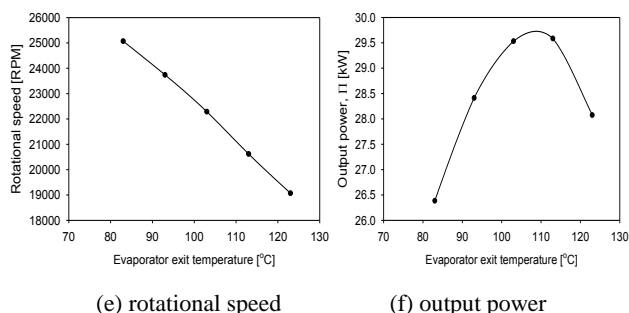 26000
25000
24000
23000
22000
21000
20000
19000
18000
Rotational speed [RPM]
70 80 90 100 110 120 130
Evaporator exit temperature [°C]
(e) rotational speed
30.0
29.5
29.0
28.5
28.0
27.5
27.0
26.5
26.0
Output power, Π [kW]
70 80 90 100 110 120 130
Evaporator exit temperature [°C]
(f) output power